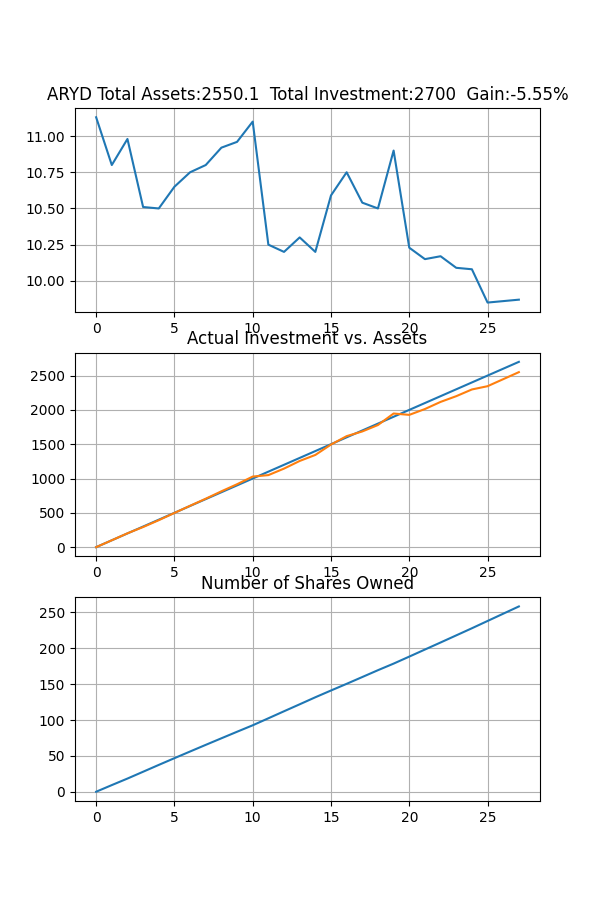 ARYD Total Assets:2550.1  Total Investment:2700  Gain:-5.55%
11.00
10.75
10.50
10.25
10.00
0 5 10 15 20 25
Actual Investment vs. Assets
2500
2000
1500
1000
500
0
0 5 10 15 20 25
Number of Shares Owned
250
200
150
100
50
0
0 5 10 15 20 25